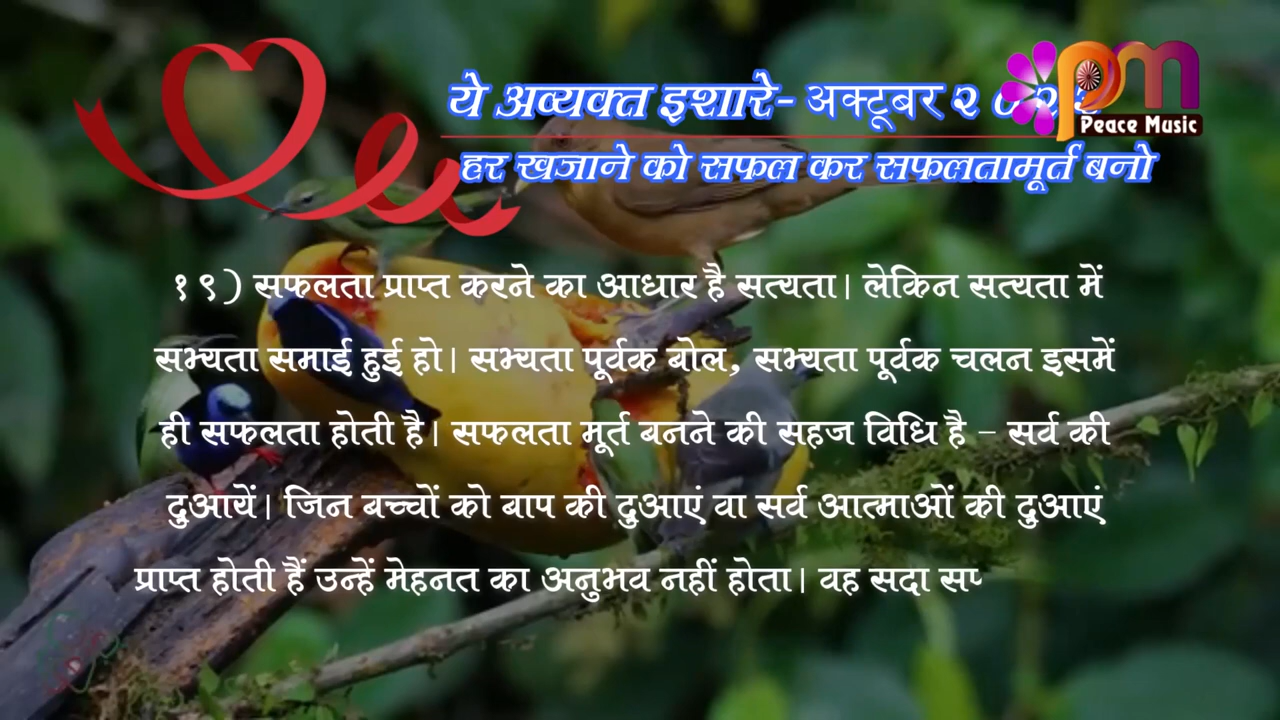 ये अव्यक्त इशारे- अक्टूबर २०
pm
Peace Music
हर खजाने को सफल कर सफलतामूर्त बनो
१९) सफलता प्राप्त करने का आधार है सत्यता। लेकिन सत्यता में
सभ्यता समाई हुई हो। सभ्यता पूर्वक बोल, सभ्यता पूर्वक चलन इसमें
ही सफलता होती है। सफलता मूर्त बनने की सहज विधि है – सर्व की
दुआयें। जिन बच्चों को बाप की दुआएं वा सर्व आत्माओं की दुआएं
प्राप्त होती हैं उन्हें मेहनत का अनुभव नहीं होता। वह सदा